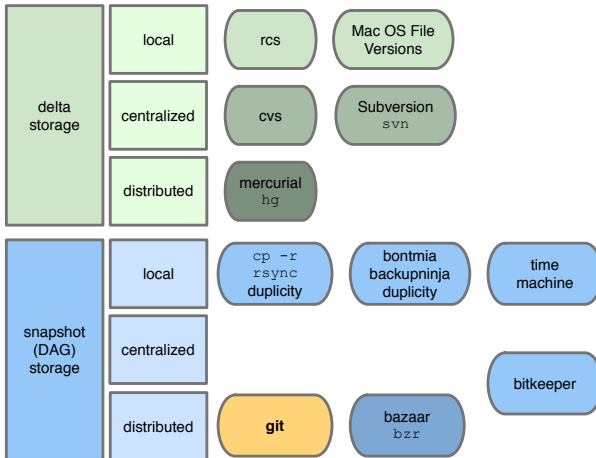 delta
storage
local
rcs
Mac OS File
Versions
centralized
cvs
Subversion
svn
distributed
mercurial
hg
snapshot
(DAG)
storage
local
cp -r
rsync
duplicity
bontmia
backupninja
duplicity
time
machine
centralized
bitkeeper
distributed
git
bazaar
bzr